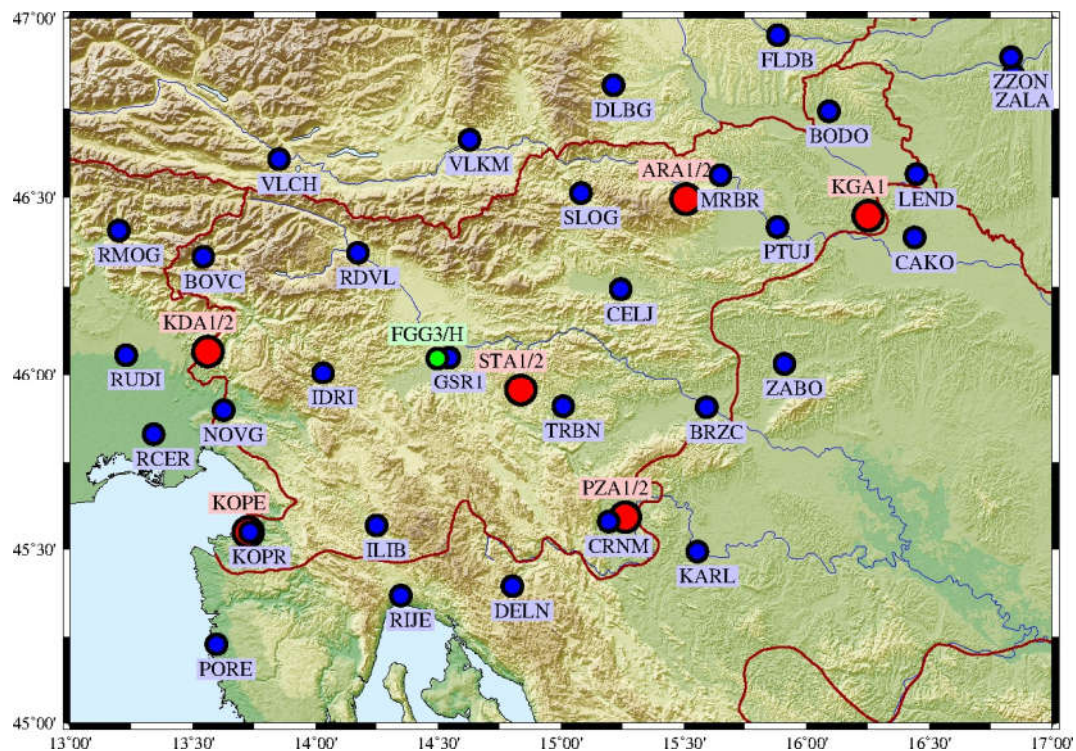 47°00'
FLDB
ZZON
ZALA
DLBG
BODO
VLKM
VLCH
ARA1/2
MRBR
KGA1
LEND
46°30'
SLOG
RMOG
PTUJ
CAKO
BOVC
RDVL
CELJ
KDA1/2
FGG3/H
STA1/2
46°00'
RUDI
IDRI
GSR1
ZABO
NOVG
TRBN
BRZC
RCER
PZA1/2
KOPE
45°30'
KOPR
ILIB
CRNM
KARL
DELN
RIJE
PORE
45°00'
13°00' 13°30' 14°00' 14°30' 15°00' 15°30' 16°00' 16°30' 17°00'